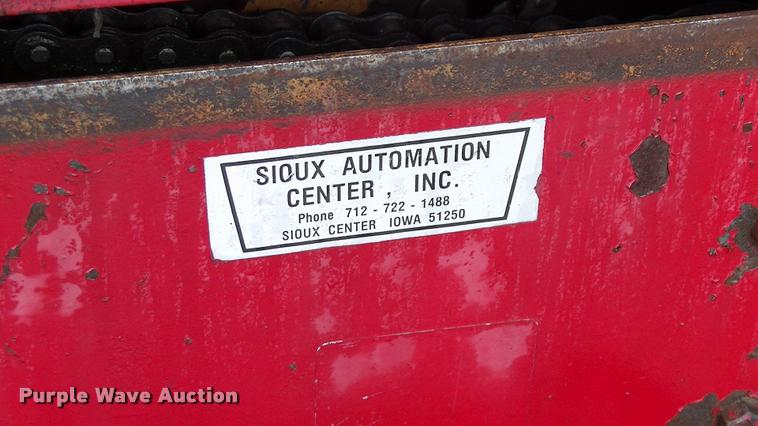 SIOUX AUTOMATION
CENTER, INC.
Phone 712 - 722 - 1488
SIOUX CENTER IOWA 51250
Purple Wave Auction